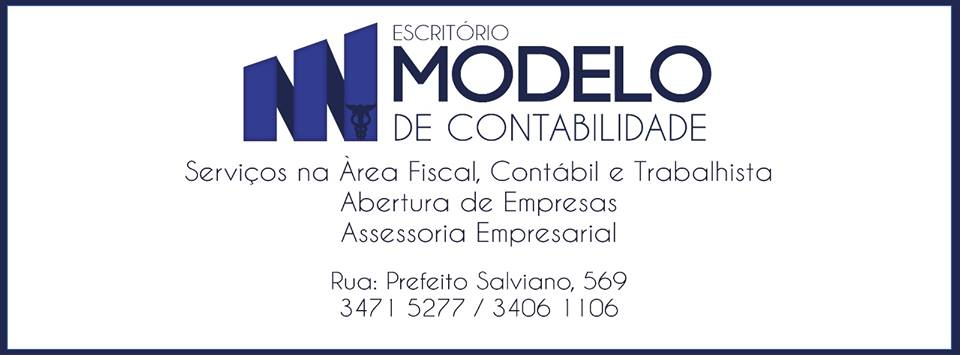 ESCRITÓRIO
MODELO
DE CONTABILIDADE
Serviços na Àrea Fiscal, Contábil e Trabalhista
Abertura de Empresas
Assessoria Empresarial
Rua: Prefeito Salviano, 569
3471 5277 / 3406 1106